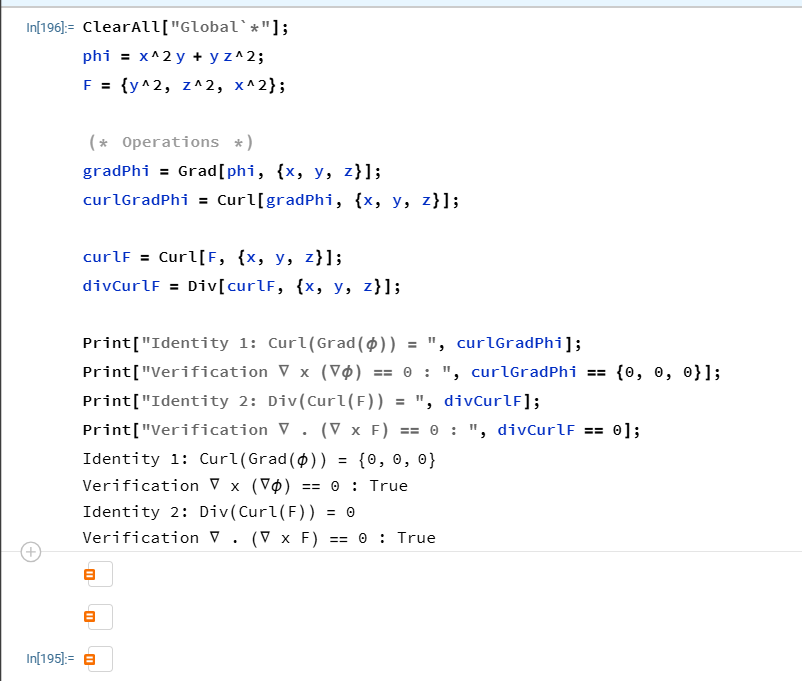 In[196]:= ClearAll["Global`*"];
phi = x^2 y + y z^2;
F = {y^2, z^2, x^2};
(* Operations *)
gradPhi = Grad[phi, {x, y, z}];
curlGradPhi = Curl[gradPhi, {x, y, z}];
curlF = Curl[F, {x, y, z}];
divCurlF = Div[curlF, {x, y, z}];
Print["Identity 1: Curl(Grad(ϕ)) = ", curlGradPhi];
Print["Verification ∇ x (∇ϕ) == 0 : ", curlGradPhi == {0, 0, 0}];
Print["Identity 2: Div(Curl(F)) = ", divCurlF];
Print["Verification ∇ . (∇ x F) == 0 : ", divCurlF == 0];
Identity 1: Curl(Grad(ϕ)) = {0, 0, 0}
Verification ∇ x (∇ϕ) == 0 : True
Identity 2: Div(Curl(F)) = 0
Verification ∇ . (∇ x F) == 0 : True
In[195]:=